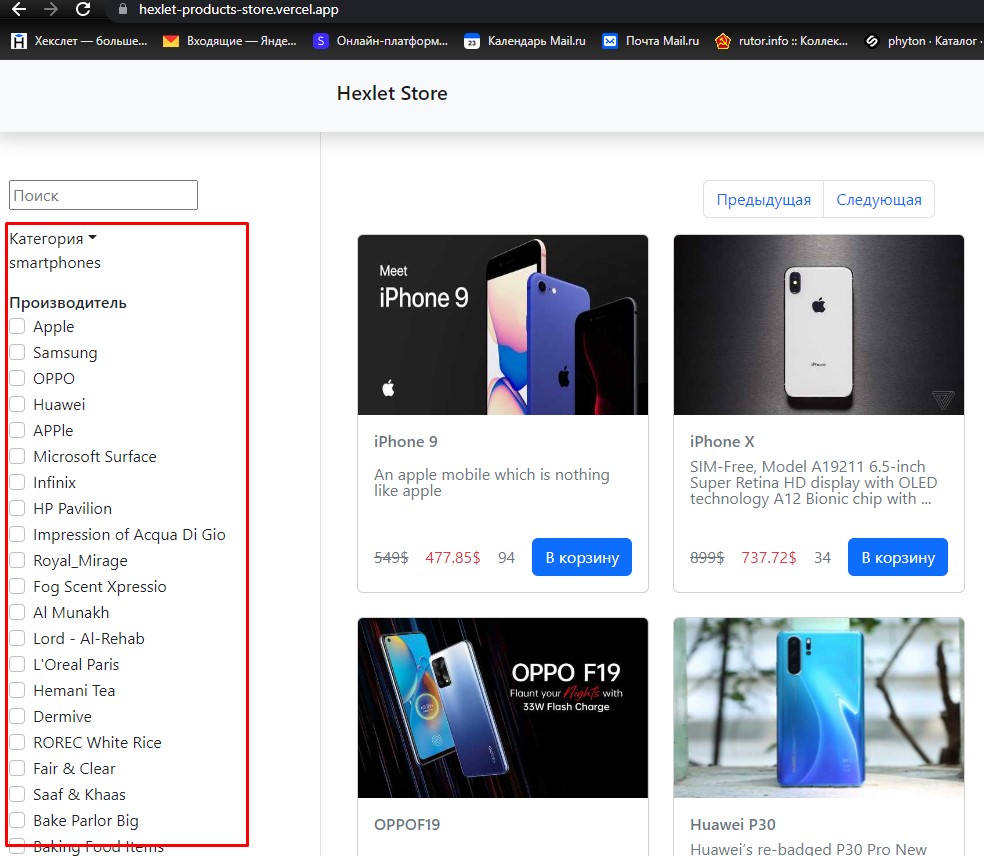 hexlet-products-store.vercel.app
Хекслет — больше...
Входящие — Янде...
S
Онлайн-платформ...
23
Календарь Mail.ru
Почта Mail.ru
rutor.info :: Коллек...
phyton · Каталог ·
Hexlet Store
Поиск
Категория
smartphones
Производитель
Apple
Samsung
OPPO
Huawei
APPle
Microsoft Surface
Infinix
HP Pavilion
Impression of Acqua Di Gio
Royal_Mirage
Fog Scent Xpressio
Al Munakh
Lord - Al-Rehab
L'Oreal Paris
Hemani Tea
Dermive
ROREC White Rice
Fair & Clear
Saaf & Khaas
Bake Parlor Big
Baking Food Items
Предыдущая
Следующая
Meet
iPhone 9
iPhone 9
An apple mobile which is nothing
like apple
549$ 477.85$ 94 В корзину
iPhone
iPhone X
SIM-Free, Model A19211 6.5-inch
Super Retina HD display with OLED
technology A12 Bionic chip with ...
899$ 737.72$ 34 В корзину
OPPO F19
Flaunt your Nights with
33W Flash Charge
OPPOF19
Huawei P30
Huawei's re-badged P30 Pro New